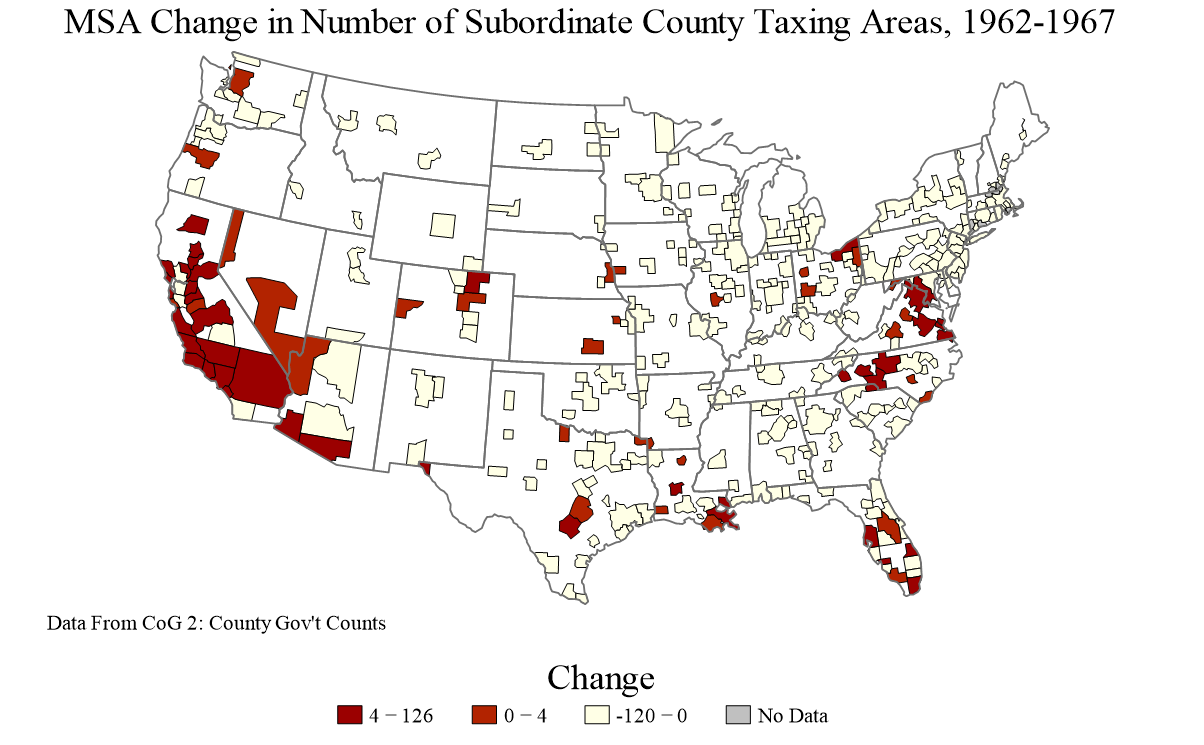 MSA Change in Number of Subordinate County Taxing Areas, 1962-1967
Data From CoG 2: County Gov't Counts
Change
4 − 126 0 − 4 -120 − 0 No Data